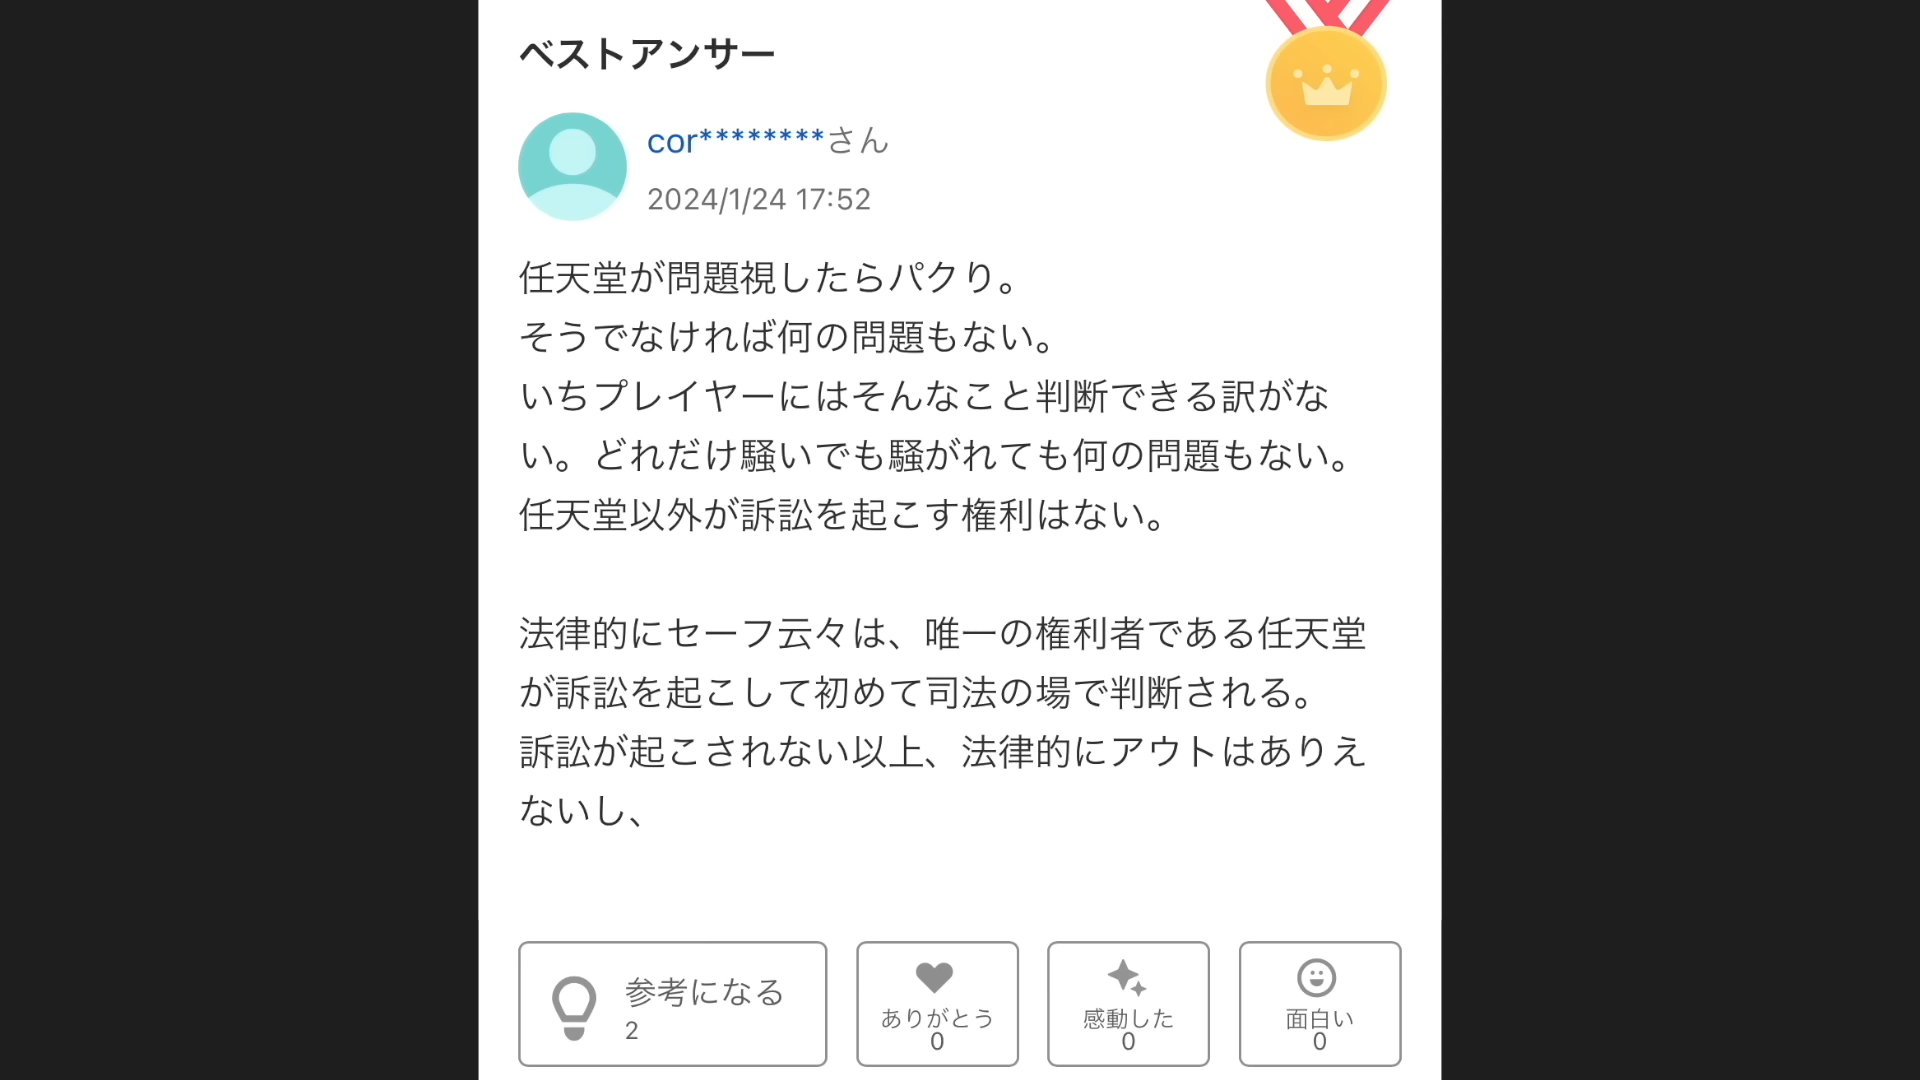 ベストアンサー
cor********さん
2024/1/24 17:52
任天堂が問題視したらパクり。
そうでなければ何の問題もない。
いちプレイヤーにはそんなこと判断できる訳がな
い。どれだけ騒いでも騒がれても何の問題もない。
任天堂以外が訴訟を起こす権利はない。
法律的にセーフ云々は、唯一の権利者である任天堂
が訴訟を起こして初めて司法の場で判断される。
訴訟が起こされない以上、法律的にアウトはありえ
ないし、
参考になる
2
ありがとう
0
感動した
0
面白い
0